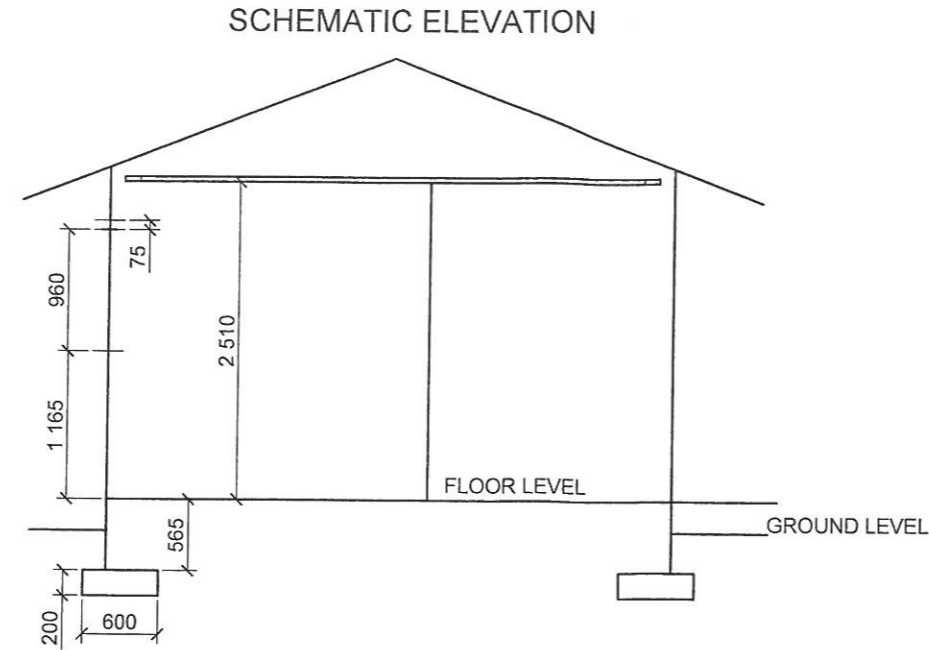 SCHEMATIC ELEVATION
75
960
2 510
1 165
FLOOR LEVEL
565
GROUND LEVEL
200
600